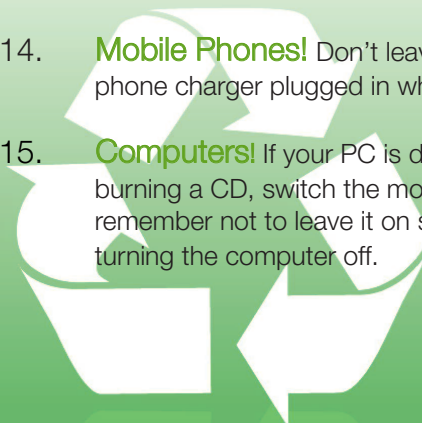 14. Mobile Phones! Don't leav
phone charger plugged in wh
15. Computers! If your PC is d
burning a CD, switch the mo
remember not to leave it on s
turning the computer off.